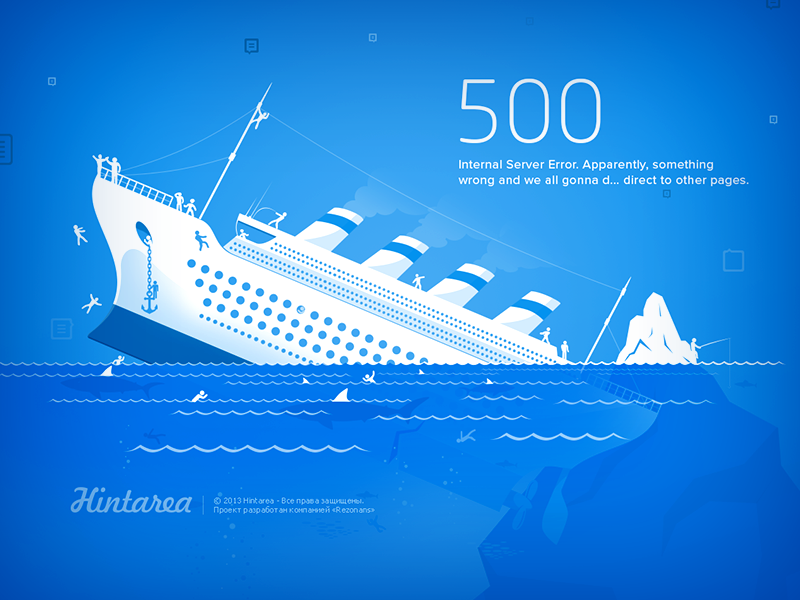 500
Internal Server Error. Apparently, something
wrong and we all gonna d... direct to other pages.
Hintarea
© 2013 Hintarea - Все права защищены.
Проект разработан компанией «Rezonans»